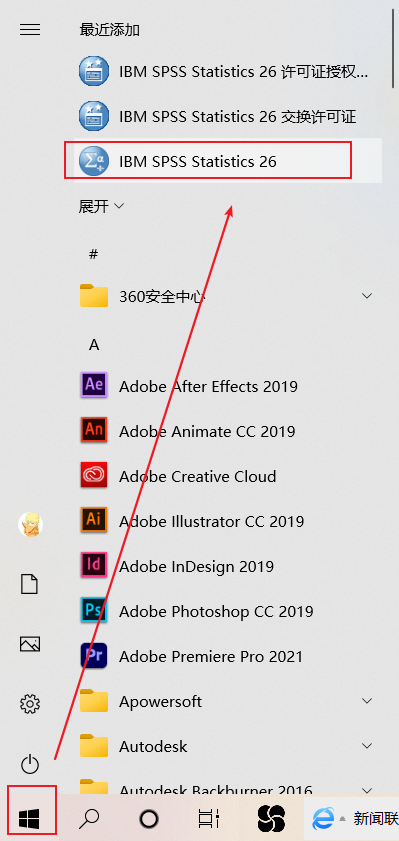 最近添加
IBM SPSS Statistics 26 许可证授权...
IBM SPSS Statistics 26 交换许可证
Σα
IBM SPSS Statistics 26
展开
#
360安全中心
A
Ae Adobe After Effects 2019
An Adobe Animate CC 2019
Adobe Creative Cloud
Ai Adobe Illustrator CC 2019
Id Adobe InDesign 2019
Ps Adobe Photoshop CC 2019
Pr Adobe Premiere Pro 2021
Apowersoft
Autodesk
Autodesk Backburner 2016
新闻联